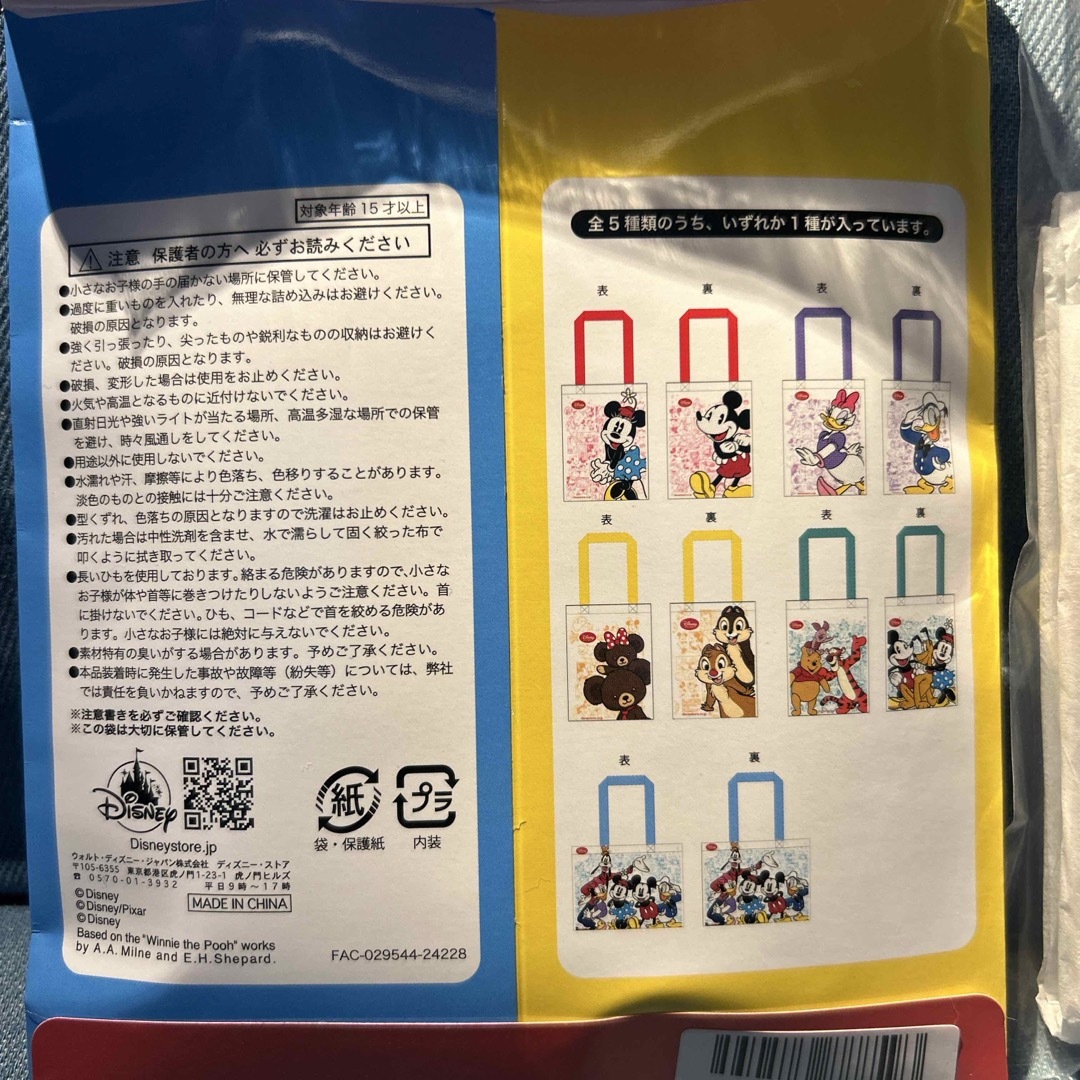 対象年齢15才以上
注意 保護者の方へ 必ずお読みください
●小さなお子様の手の届かない場所に保管してください。
●過度に重いものを入れたり、無理な詰め込みはお避けください。
破損の原因となります。
●強く引っ張ったり、尖ったものや鋭利なものの収納はお避けく
ださい。破損の原因となります。
●破損、変形した場合は使用をお止めください。
●火気や高温となるものに近付けないでください。
●直射日光や強いライトが当たる場所、高温多湿な場所での保管
を避け、時々風通しをしてください。
●用途以外に使用しないでください。
●水濡れや汗、摩擦等により色落ち、色移りすることがあります。
淡色のものとの接触には十分ご注意ください。
●型くずれ、色落ちの原因となりますので洗濯はお止めください。
●汚れた場合は中性洗剤を含ませ、水で濡らして固く絞った布で
叩くように拭き取ってください。
●長いひもを使用しております。絡まる危険がありますので、小さな
お子様が体や首等に巻きつけたりしないようご注意ください。首
に掛けないでください。ひも、コードなどで首を絞める危険があ
ります。小さなお子様には絶対に与えないでください。
●素材特有の臭いがする場合があります。予めご了承ください。
●本品装着時に発生した事故や故障等（紛失等）については、弊社
では責任を負いかねますので、予めご了承ください。
※注意書きを必ずご確認ください。
※この袋は大切に保管してください。
Disney
Disneystore.jp
紙
袋・保護紙
プラ
内装
ウォルト・ディズニー・ジャパン株式会社 ディズニー・ストア
〒105-6355 東京都港区虎ノ門1-23-1 虎ノ門ヒルズ
☎ 0570-01-3932 平日9時〜17時
©Disney
©Disney/Pixar
©Disney
MADE IN CHINA
Based on the "Winnie the Pooh" works
by A.A. Milne and E.H.Shepard.
FAC-029544-24228
全5種類のうち、いずれか1種が入っています。
表 裏 表 裏
表 裏 表 裏
表 裏